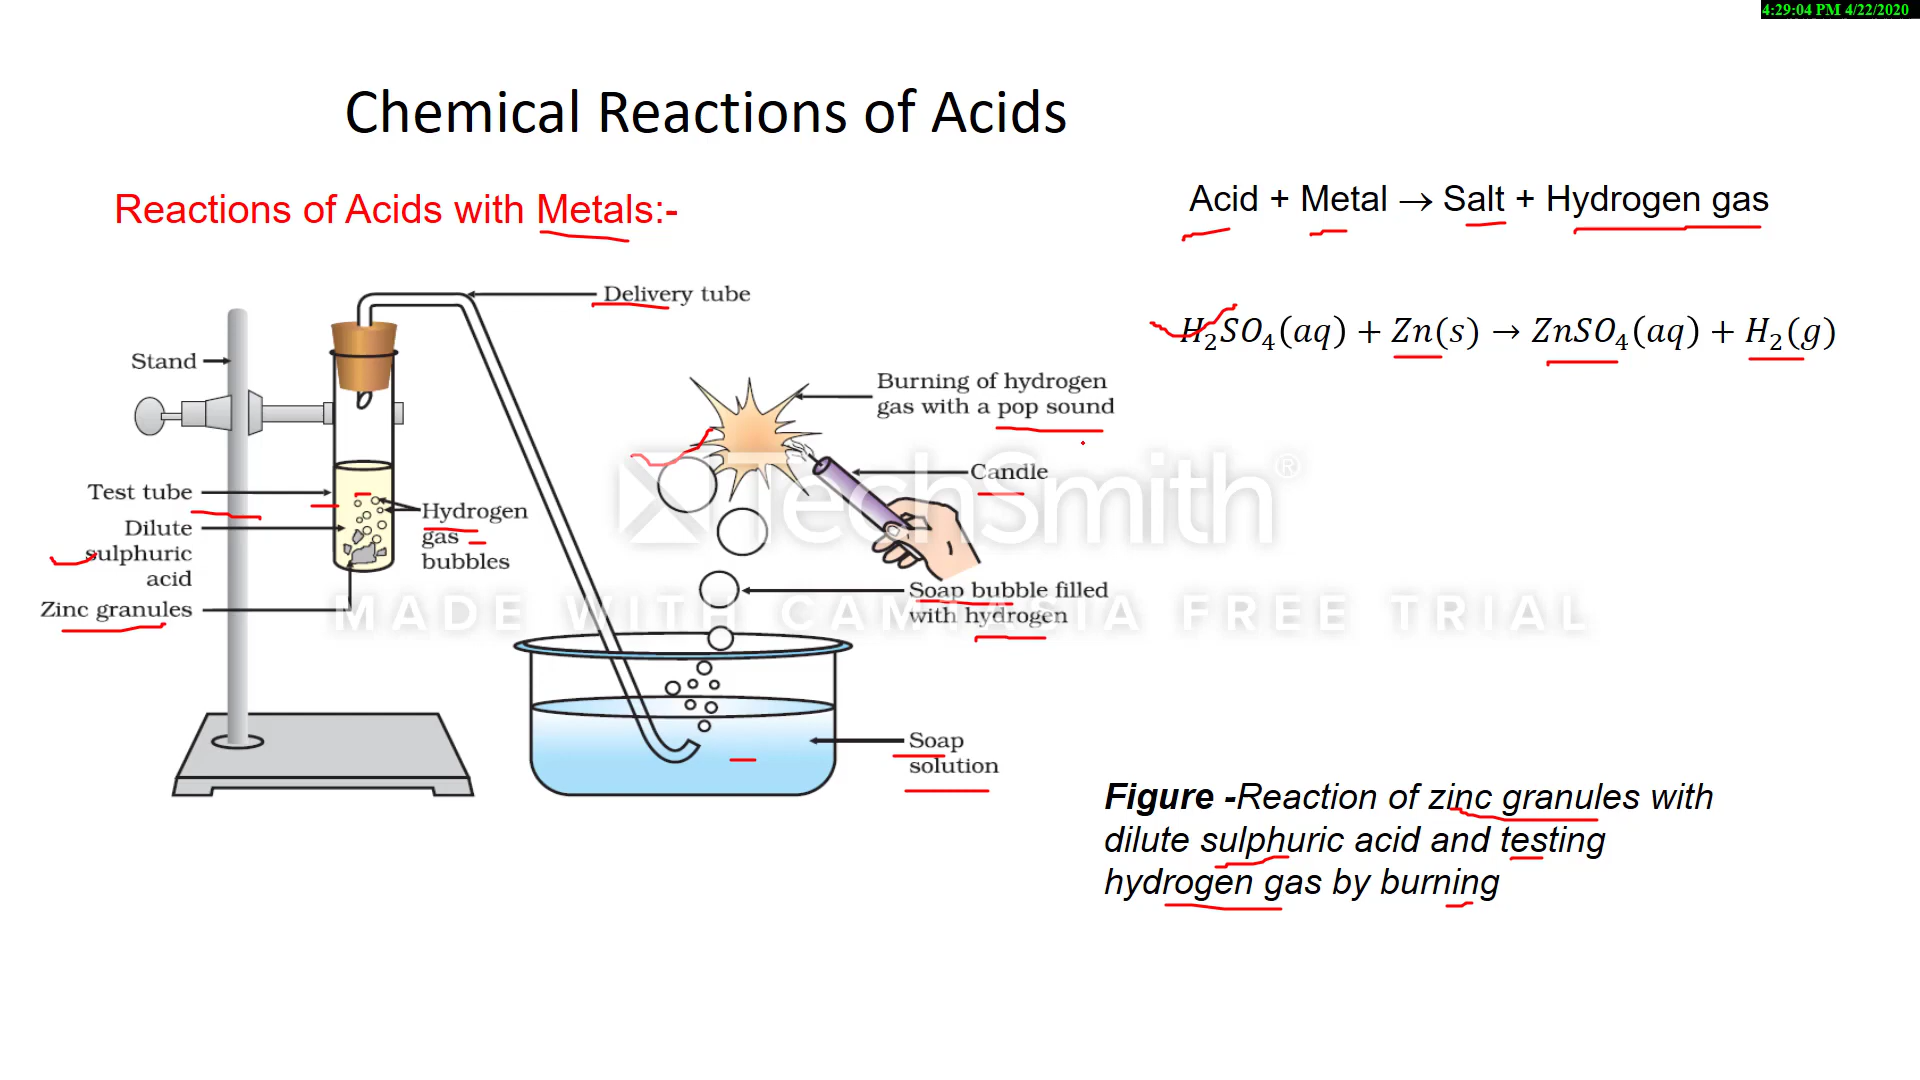 4:29:04 PM 4/22/2020
Chemical Reactions of Acids
Reactions of Acids with Metals:-
Acid + Metal → Salt + Hydrogen gas
H₂SO₄(aq) + Zn(s) → ZnSO₄(aq) + H₂(g)
Delivery tube
Stand
Burning of hydrogen
gas with a pop sound
Candle
Test tube
Dilute
sulphuric
acid
Zinc granules
Hydrogen
gas
bubbles
Soap bubble filled
with hydrogen
Soap
solution
TechSmith®
MADE WITH CAMTASIA FREE TRIAL
Figure -Reaction of zinc granules with
dilute sulphuric acid and testing
hydrogen gas by burning